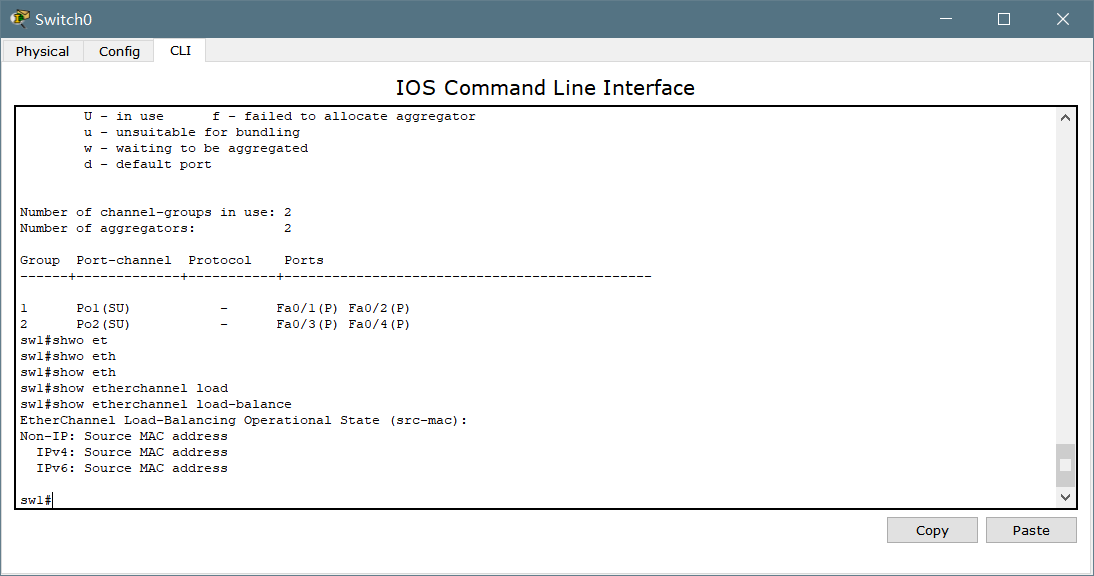 Switch0
Physical Config CLI
IOS Command Line Interface
U - in use      f - failed to allocate aggregator
u - unsuitable for bundling
w - waiting to be aggregated
d - default port
Number of channel-groups in use: 2
Number of aggregators:           2
Group  Port-channel  Protocol    Ports
------+-------------+-----------+----------------------------------------------
1      Po1(SU)           -      Fa0/1(P) Fa0/2(P)
2      Po2(SU)           -      Fa0/3(P) Fa0/4(P)
sw1#shwo et
sw1#shwo eth
sw1#show eth
sw1#show etherchannel load
sw1#show etherchannel load-balance
EtherChannel Load-Balancing Operational State (src-mac):
Non-IP: Source MAC address
  IPv4: Source MAC address
  IPv6: Source MAC address
sw1#
Copy Paste